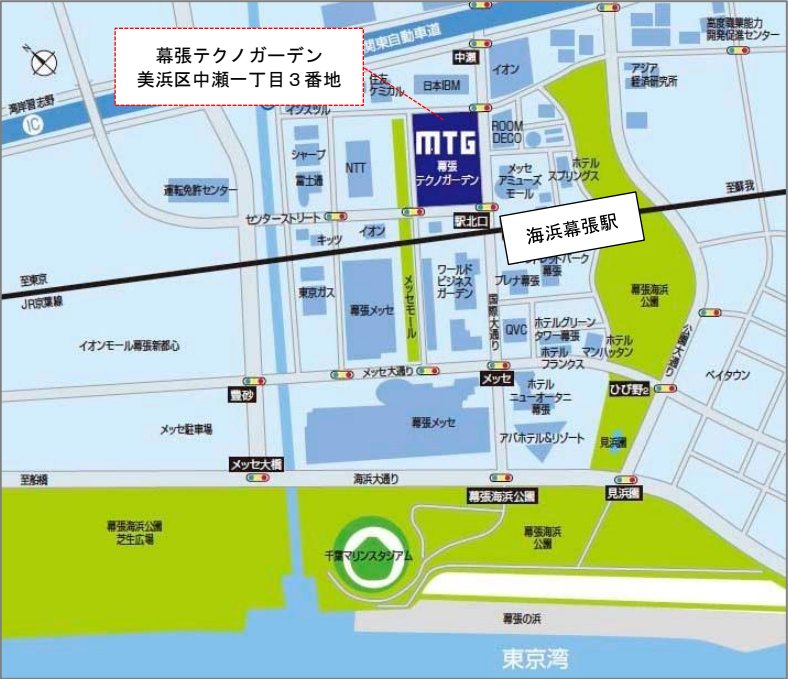 幕張テクノガーデン
美浜区中瀬一丁目3番地
関東自動車道
中瀬
イオン
高度職業能力
開発促進センター
アジア
経済研究所
住友
ケミカル
日本IBM
湾岸習志野
IC
MTG
幕張
テクノガーデン
ROOM
DECO
シャープ
富士通
NTT
メッセ
アミューズ
モール
ホテル
スプリングス
運転免許センター
センターストリート
駅北口
至蘇我
海浜幕張駅
キッツ
イオン
至東京
JR京葉線
東京ガス
幕張メッセ
メッセモール
ワールド
ビジネス
ガーデン
国際大通り
プレナ幕張
幕張
幕張海浜
公園
イオンモール幕張新都心
QVC
ホテルグリーン
タワー幕張
ホテル
フランクス
ホテル
マンハッタン
公園大通り
ベイタウン
メッセ大通り
豊砂
メッセ
ホテル
ニューオータニ
幕張
ひび野2
メッセ駐車場
幕張メッセ
アパホテル&リゾート
見浜園
メッセ大橋
至船橋
海浜大通り
幕張海浜公園
見浜園
幕張海浜公園
芝生広場
千葉マリンスタジアム
幕張海浜
公園
幕張の浜
東京湾